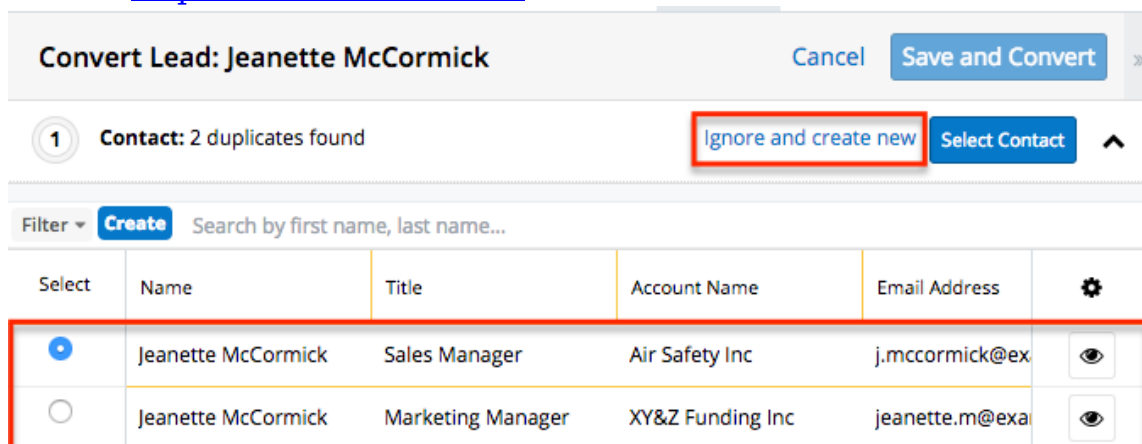 Convert Lead: Jeanette McCormick Cancel Save and Convert »
1 Contact: 2 duplicates found Ignore and create new Select Contact
Filter Create Search by first name, last name...
Select Name Title Account Name Email Address
Jeanette McCormick Sales Manager Air Safety Inc j.mccormick@ex
Jeanette McCormick Marketing Manager XY&Z Funding Inc jeanette.m@exa